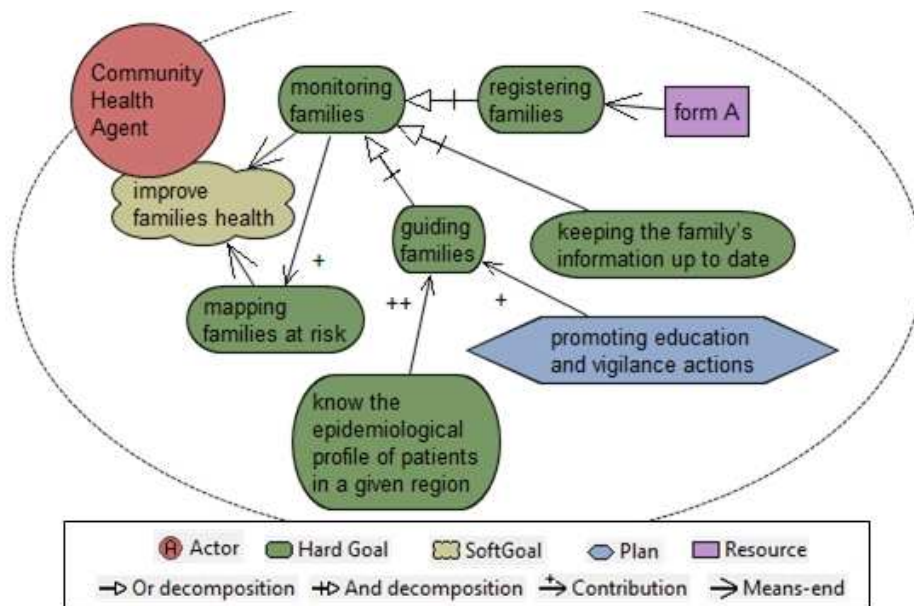 Community
Health
Agent
monitoring
families
registering
families
form A
improve
families health
guiding
families
keeping the family's
information up to date
+
mapping
families at risk
++
+
promoting education
and vigilance actions
know the
epidemiological
profile of patients
in a given region
A Actor Hard Goal SoftGoal Plan Resource
Or decomposition And decomposition + Contribution Means-end